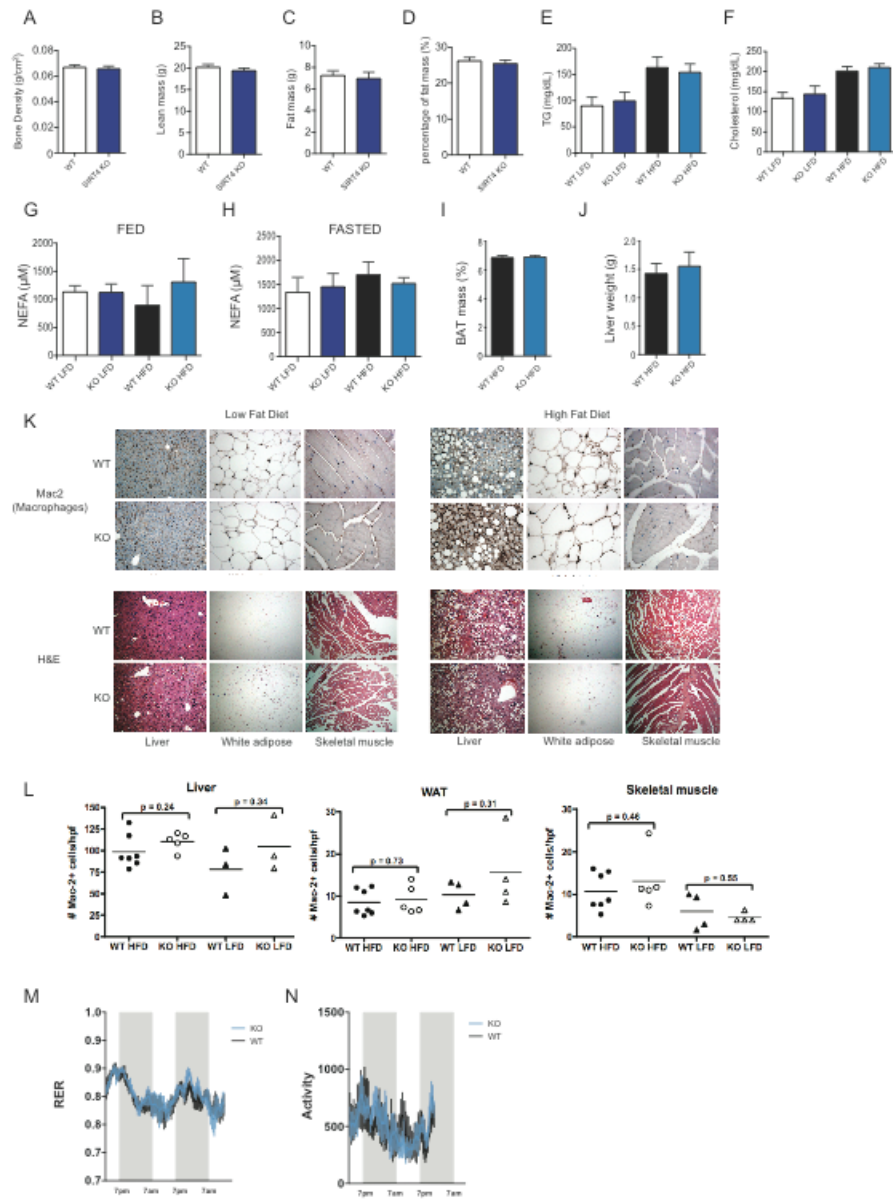 A
Bone Density (g/cm²)
0.08
0.06
0.04
0.02
0
WT
SIRT4 KO
B
Lean mass (g)
25
20
15
10
5
0
WT
SIRT4 KO
C
Fat mass (g)
10
8
6
4
2
0
WT
SIRT4 KO
D
percentage of fat mass (%)
30
20
10
0
WT
SIRT4 KO
E
TG (mg/dL)
200
150
100
50
0
WT LFD
KO LFD
WT HFD
KO HFD
F
Cholesterol (mg/dL)
300
250
200
150
100
50
0
WT LFD
KO LFD
WT HFD
KO HFD
G
FED
NEFA (µM)
2000
1500
1000
500
0
WT LFD
KO LFD
WT HFD
KO HFD
H
FASTED
NEFA (µM)
2500
2000
1500
1000
500
0
WT LFD
KO LFD
WT HFD
KO HFD
I
BAT mass (%)
8
6
4
2
0
WT HFD
KO HFD
J
Liver weight (g)
2.0
1.5
1.0
0.5
0
WT HFD
KO HFD
K
Low Fat Diet
High Fat Diet
WT
Mac2
(Macrophages)
KO
WT
H&E
KO
Liver White adipose Skeletal muscle
Liver White adipose Skeletal muscle
L
Liver
# Mac-2+ cells/hpf
150
125
100
75
50
25
0
p = 0.24
p = 0.34
WT HFD KO HFD WT LFD KO LFD
WAT
# Mac-2+ cells/hpf
30
20
10
0
p = 0.73
p = 0.31
WT HFD KO HFD WT LFD KO LFD
Skeletal muscle
# Mac-2+ cells/hpf
30
20
10
0
p = 0.46
p = 0.55
WT HFD KO HFD WT LFD KO LFD
M
RER
1.0
0.9
0.9
0.8
0.8
0.7
0.7
7pm 7am 7pm 7am
KO
WT
N
Activity
1500
1000
500
0
7pm 7am 7pm 7am
KO
WT